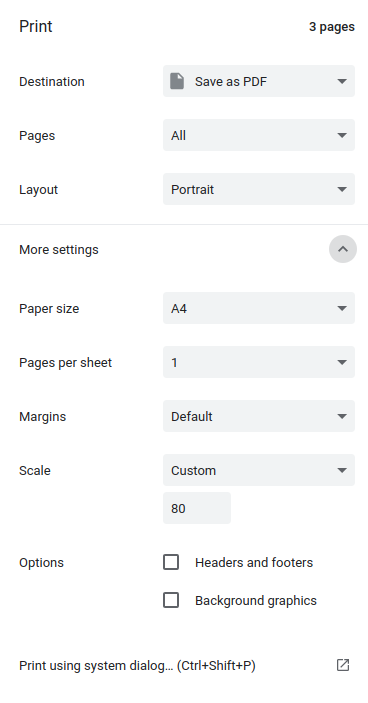 Print 3 pages
Destination Save as PDF
Pages All
Layout Portrait
More settings
Paper size A4
Pages per sheet 1
Margins Default
Scale Custom
80
Options Headers and footers
Background graphics
Print using system dialog... (Ctrl+Shift+P)